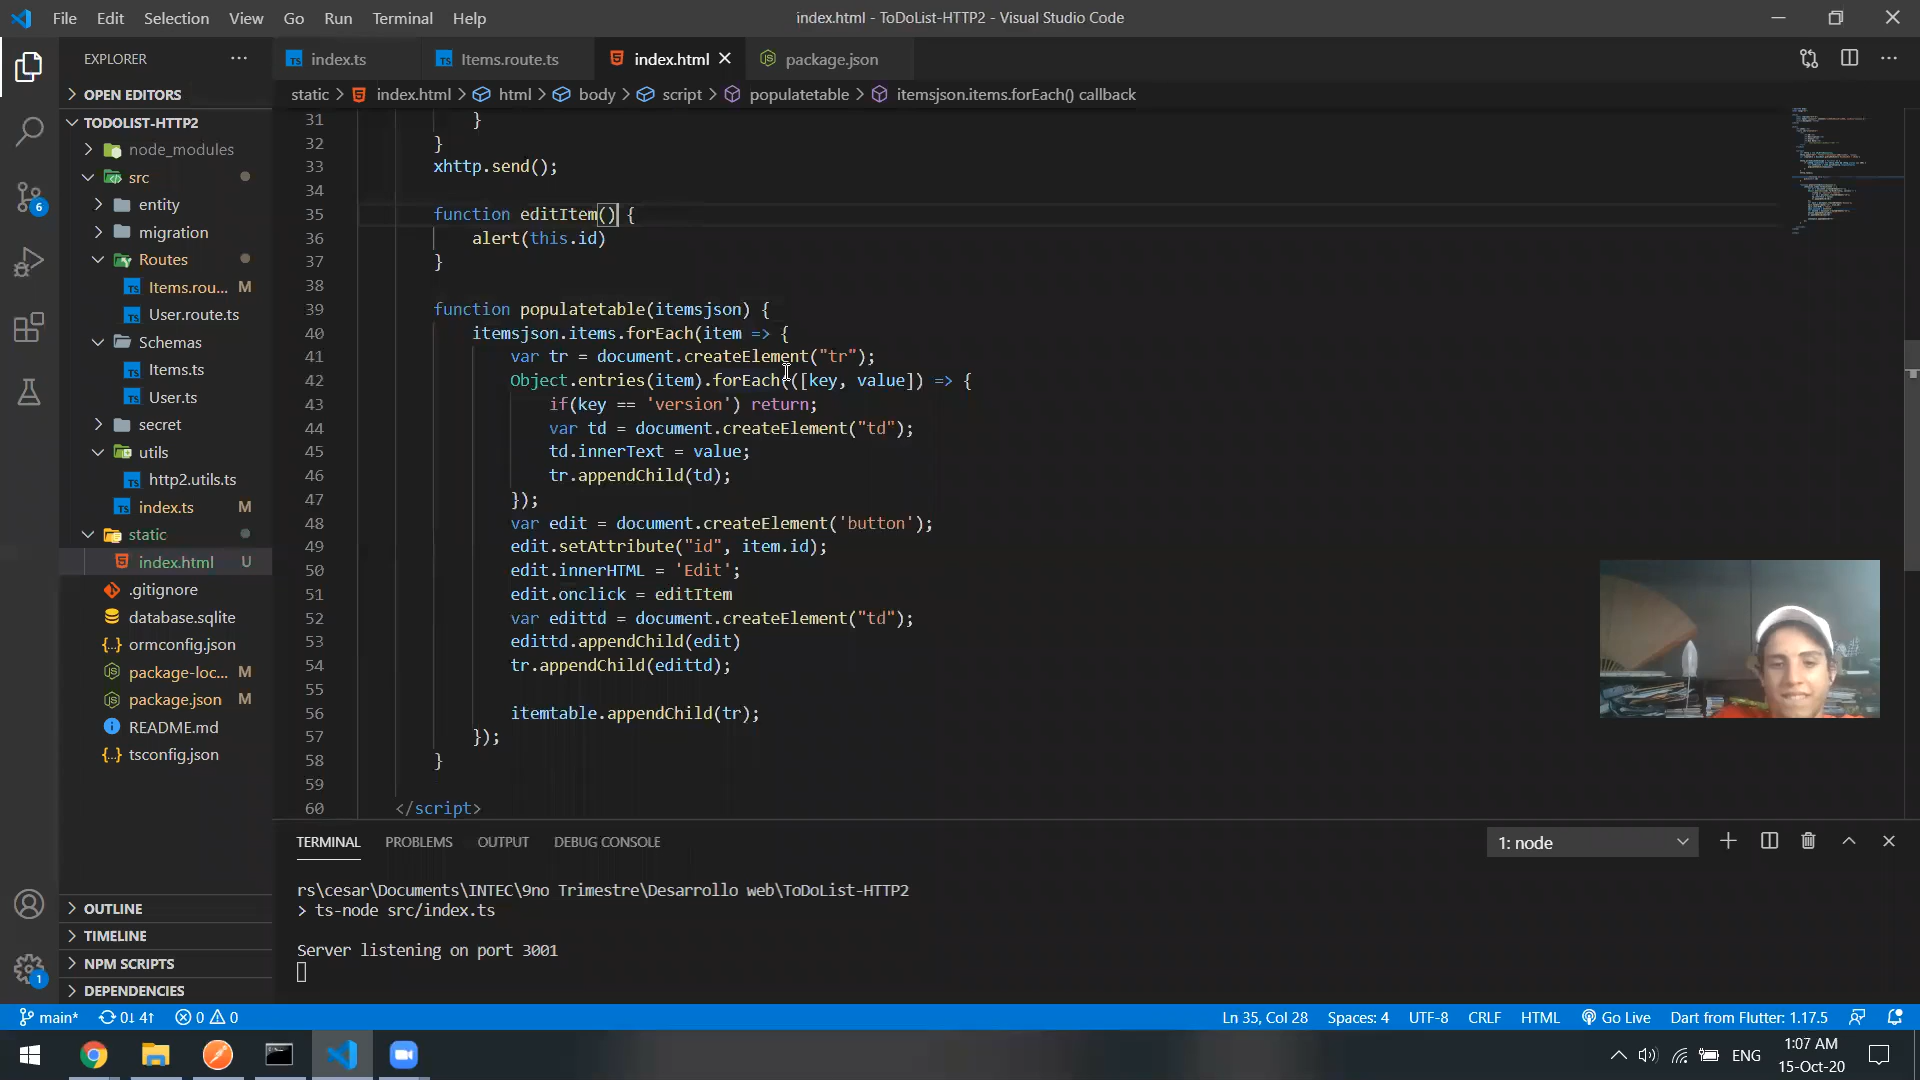 File Edit Selection View Go Run Terminal Help
index.html - ToDoList-HTTP2 - Visual Studio Code
EXPLORER
OPEN EDITORS
TODOLIST-HTTP2
node_modules
src
entity
migration
Routes
Items.rou... M
User.route.ts
Schemas
Items.ts
User.ts
secret
utils
http2.utils.ts
index.ts M
static
index.html U
.gitignore
database.sqlite
ormconfig.json
package-loc... M
package.json M
README.md
tsconfig.json
OUTLINE
TIMELINE
NPM SCRIPTS
DEPENDENCIES
6
1
TS index.ts
TS Items.route.ts
index.html
package.json
static > index.html > html > body > script > populatetable > itemsjson.items.forEach() callback
31 }
32 }
33 xhttp.send();
34
35 function editItem() {
36 alert(this.id)
37 }
38
39 function populatetable(itemsjson) {
40 itemsjson.items.forEach(item => {
41 var tr = document.createElement("tr");
42 Object.entries(item).forEach(([key, value]) => {
43 if(key == 'version') return;
44 var td = document.createElement("td");
45 td.innerText = value;
46 tr.appendChild(td);
47 });
48 var edit = document.createElement('button');
49 edit.setAttribute("id", item.id);
50 edit.innerHTML = 'Edit';
51 edit.onclick = editItem
52 var edittd = document.createElement("td");
53 edittd.appendChild(edit)
54 tr.appendChild(edittd);
55
56 itemtable.appendChild(tr);
57 });
58 }
59
60 </script>
TERMINAL PROBLEMS OUTPUT DEBUG CONSOLE
1: node
rs\cesar\Documents\INTEC\9no Trimestre\Desarrollo web\ToDoList-HTTP2
> ts-node src/index.ts
Server listening on port 3001
main* 0↓ 4↑ 0 0
Ln 35, Col 28 Spaces: 4 UTF-8 CRLF HTML Go Live Dart from Flutter: 1.17.5
ENG
1:07 AM
15-Oct-20